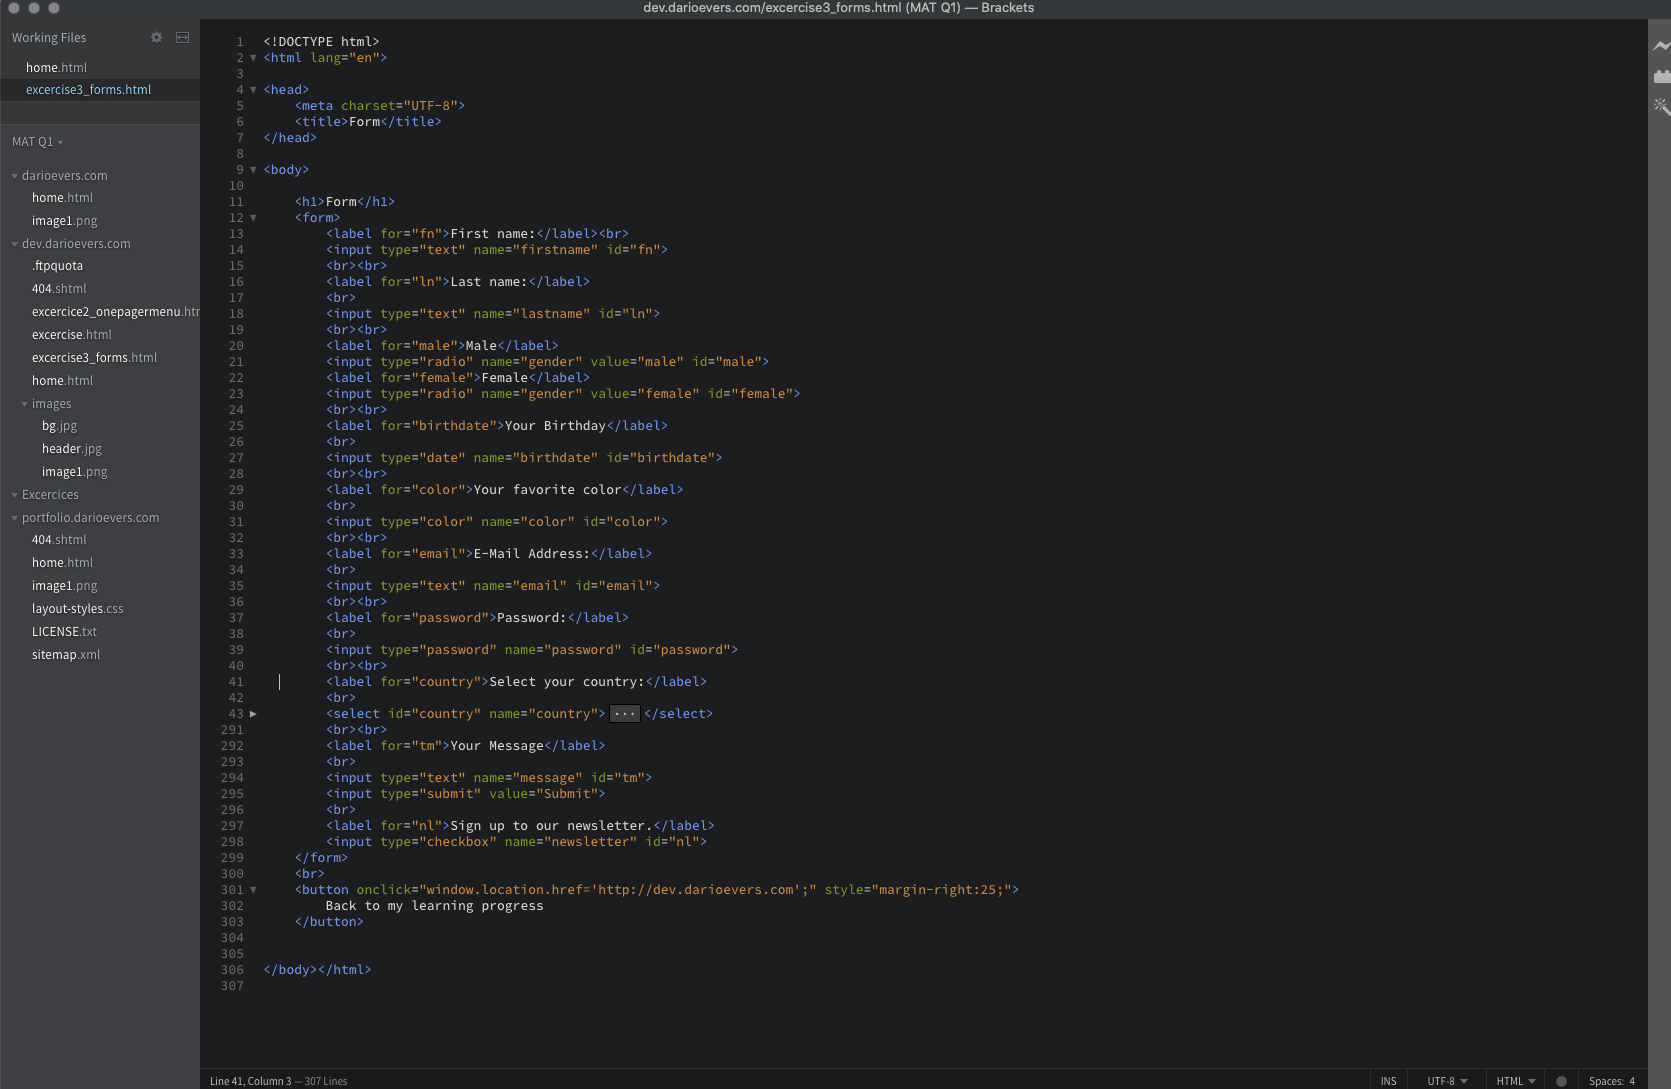 dev.darioevers.com/excercise3_forms.html (MAT Q1) — Brackets
Working Files
home.html
excercise3_forms.html
MAT Q1
darioevers.com
home.html
image1.png
dev.darioevers.com
.ftpquota
404.shtml
excercice2_onepagermenu.htr
excercise.html
excercise3_forms.html
home.html
images
bg.jpg
header.jpg
image1.png
Excercices
portfolio.darioevers.com
404.shtml
home.html
image1.png
layout-styles.css
LICENSE.txt
sitemap.xml
1 <!DOCTYPE html>
2 <html lang="en">
3
4 <head>
5     <meta charset="UTF-8">
6     <title>Form</title>
7 </head>
8
9 <body>
10
11     <h1>Form</h1>
12     <form>
13         <label for="fn">First name:</label><br>
14         <input type="text" name="firstname" id="fn">
15         <br><br>
16         <label for="ln">Last name:</label>
17         <br>
18         <input type="text" name="lastname" id="ln">
19         <br><br>
20         <label for="male">Male</label>
21         <input type="radio" name="gender" value="male" id="male">
22         <label for="female">Female</label>
23         <input type="radio" name="gender" value="female" id="female">
24         <br><br>
25         <label for="birthdate">Your Birthday</label>
26         <br>
27         <input type="date" name="birthdate" id="birthdate">
28         <br><br>
29         <label for="color">Your favorite color</label>
30         <br>
31         <input type="color" name="color" id="color">
32         <br><br>
33         <label for="email">E-Mail Address:</label>
34         <br>
35         <input type="text" name="email" id="email">
36         <br><br>
37         <label for="password">Password:</label>
38         <br>
39         <input type="password" name="password" id="password">
40         <br><br>
41         <label for="country">Select your country:</label>
42         <br>
43         <select id="country" name="country"> ... </select>
291         <br><br>
292         <label for="tm">Your Message</label>
293         <br>
294         <input type="text" name="message" id="tm">
295         <input type="submit" value="Submit">
296         <br>
297         <label for="nl">Sign up to our newsletter.</label>
298         <input type="checkbox" name="newsletter" id="nl">
299     </form>
300     <br>
301     <button onclick="window.location.href='http://dev.darioevers.com';" style="margin-right:25;">
302         Back to my learning progress
303     </button>
304
305
306 </body></html>
307
Line 41, Column 3 — 307 Lines
INS UTF-8 HTML Spaces: 4